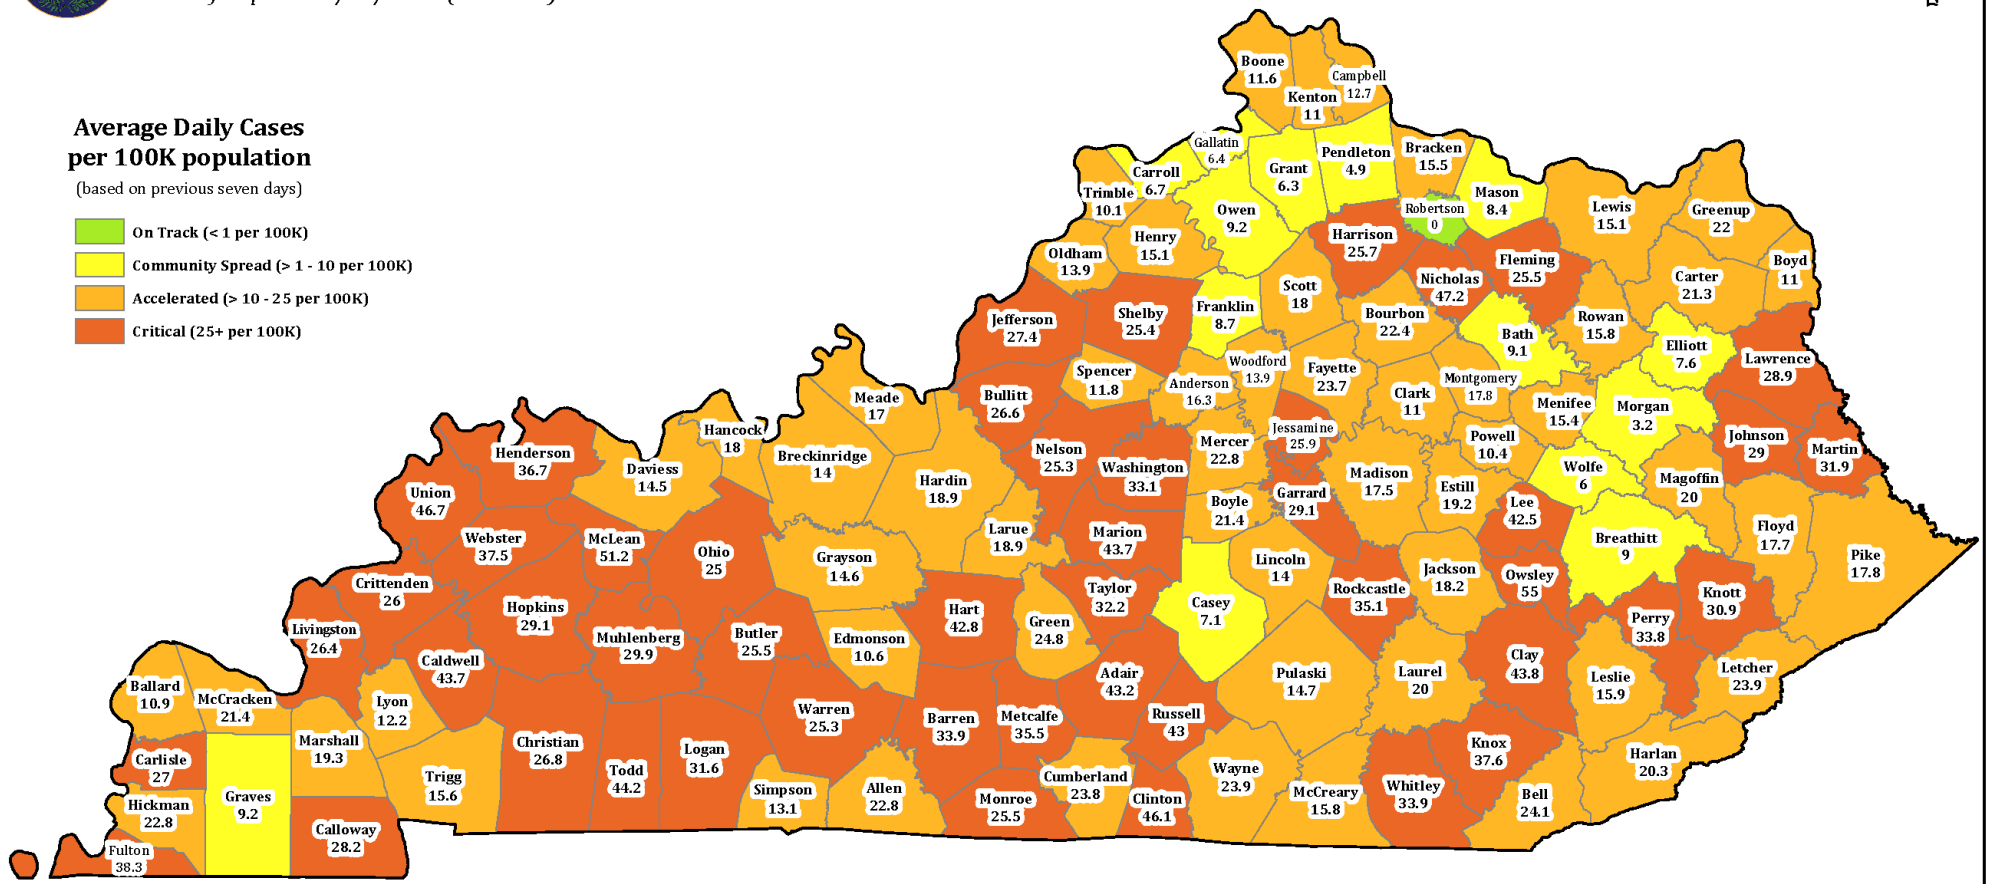 Average Daily Cases
per 100K population
(based on previous seven days)
On Track (< 1 per 100K)
Community Spread (> 1 - 10 per 100K)
Accelerated (> 10 - 25 per 100K)
Critical (25+ per 100K)
Boone
11.6
Kenton
11
Campbell
12.7
Gallatin
6.4
Carroll
6.7
Grant
6.3
Pendleton
4.9
Bracken
15.5
Mason
8.4
Trimble
10.1
Owen
9.2
Robertson
0
Lewis
15.1
Greenup
22
Oldham
13.9
Henry
15.1
Harrison
25.7
Nicholas
47.2
Fleming
25.5
Carter
21.3
Boyd
11
Jefferson
27.4
Shelby
25.4
Franklin
8.7
Scott
18
Bourbon
22.4
Bath
9.1
Rowan
15.8
Elliott
7.6
Lawrence
28.9
Bullitt
26.6
Spencer
11.8
Anderson
16.3
Woodford
13.9
Fayette
23.7
Clark
11
Montgomery
17.8
Menifee
15.4
Morgan
3.2
Johnson
29
Martin
31.9
Meade
17
Hancock
18
Breckinridge
14
Hardin
18.9
Nelson
25.3
Washington
33.1
Mercer
22.8
Jessamine
25.9
Madison
17.5
Powell
10.4
Estill
19.2
Wolfe
6
Magoffin
20
Henderson
36.7
Daviess
14.5
Union
46.7
Webster
37.5
McLean
51.2
Ohio
25
Grayson
14.6
Larue
18.9
Marion
43.7
Boyle
21.4
Garrard
29.1
Lincoln
14
Lee
42.5
Breathitt
9
Floyd
17.7
Pike
17.8
Crittenden
26
Livingston
26.4
Hopkins
29.1
Caldwell
43.7
Muhlenberg
29.9
Butler
25.5
Edmonson
10.6
Hart
42.8
Green
24.8
Taylor
32.2
Casey
7.1
Rockcastle
35.1
Jackson
18.2
Owsley
55
Perry
33.8
Knott
30.9
Ballard
10.9
McCracken
21.4
Lyon
12.2
Marshall
19.3
Carlisle
27
Hickman
22.8
Fulton
38.3
Graves
9.2
Calloway
28.2
Trigg
15.6
Christian
26.8
Todd
44.2
Logan
31.6
Warren
25.3
Simpson
13.1
Allen
22.8
Barren
33.9
Metcalfe
35.5
Adair
43.2
Russell
43
Pulaski
14.7
Laurel
20
Clay
43.8
Leslie
15.9
Letcher
23.9
Monroe
25.5
Cumberland
23.8
Clinton
46.1
Wayne
23.9
McCreary
15.8
Whitley
33.9
Knox
37.6
Bell
24.1
Harlan
20.3